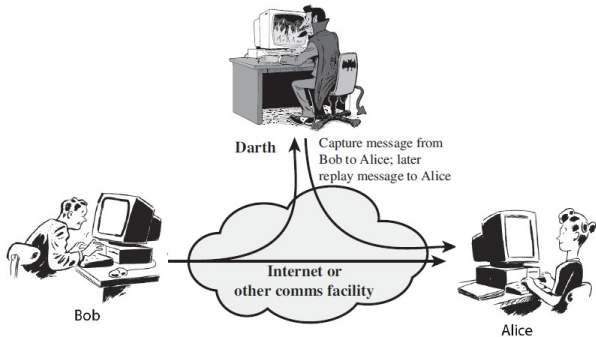 Darth
Capture message from
Bob to Alice; later
replay message to Alice
Internet or
other comms facility
Bob
Alice